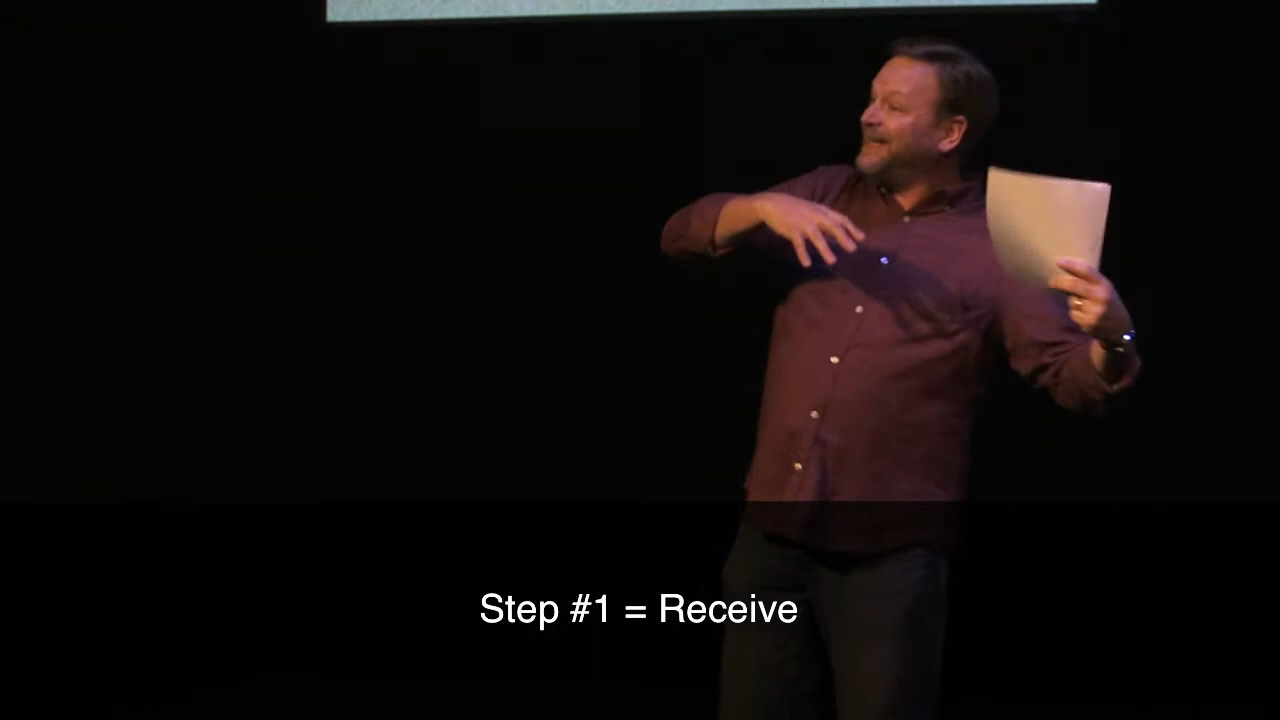 Step #1 = Receive